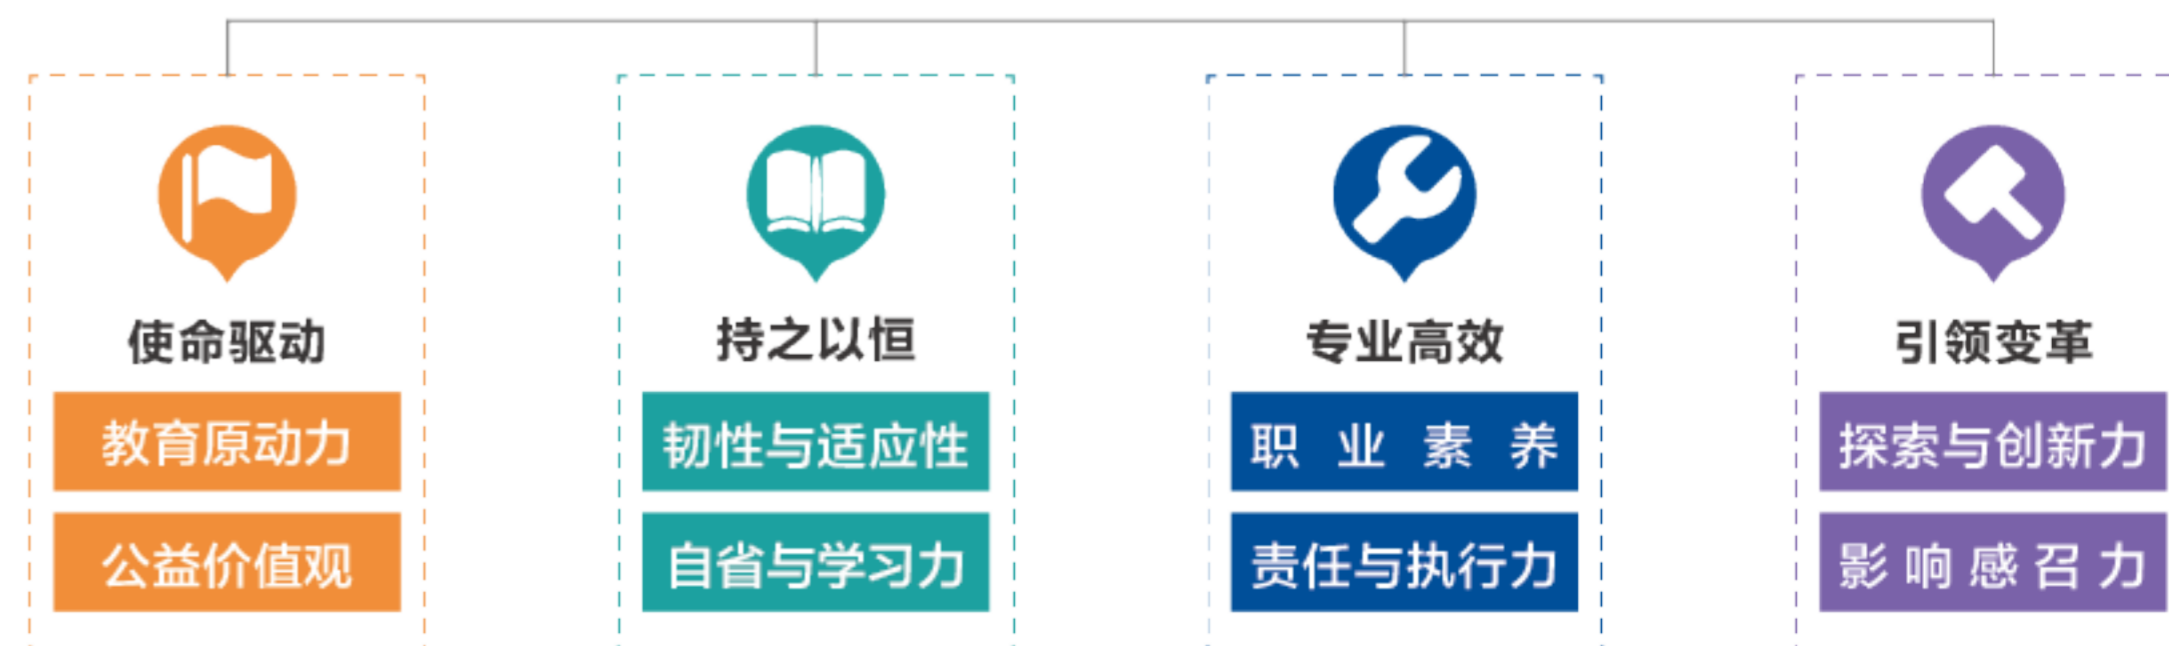 使命驱动
教育原动力
公益价值观
持之以恒
韧性与适应性
自省与学习力
专业高效
职业素养
责任与执行力
引领变革
探索与创新力
影响感召力